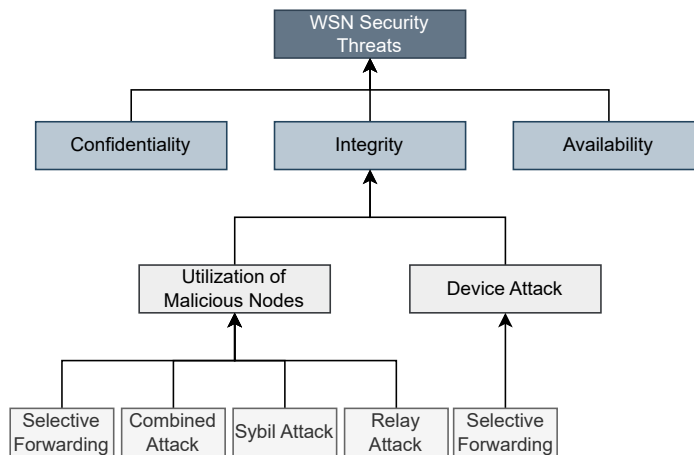 WSN Security
Threats
Confidentiality
Integrity
Availability
Utilization of
Malicious Nodes
Device Attack
Selective
Forwarding
Combined
Attack
Sybil Attack
Relay
Attack
Selective
Forwarding